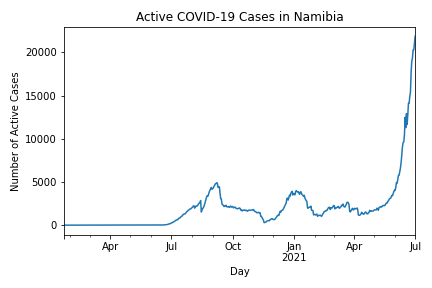 Active COVID-19 Cases in Namibia
Number of Active Cases
20000
15000
10000
5000
0
Apr Jul Oct Jan Apr Jul
2021
Day